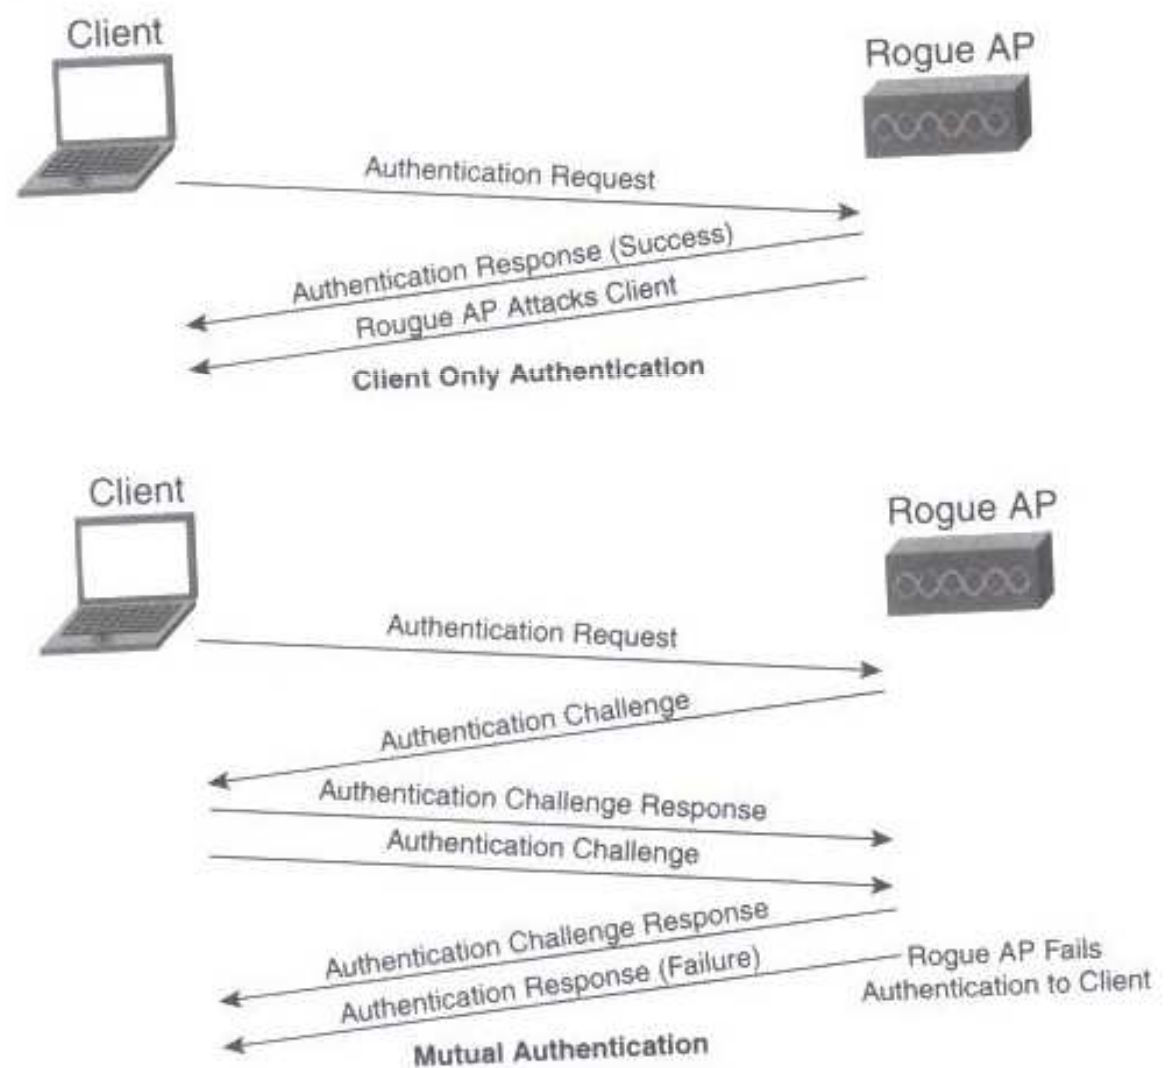 Client
Rogue AP
Authentication Request
Authentication Response (Success)
Rougue AP Attacks Client
Client Only Authentication
Client
Rogue AP
Authentication Request
Authentication Challenge
Authentication Challenge Response
Authentication Challenge
Authentication Challenge Response
Authentication Response (Failure)
Rogue AP Fails
Authentication to Client
Mutual Authentication